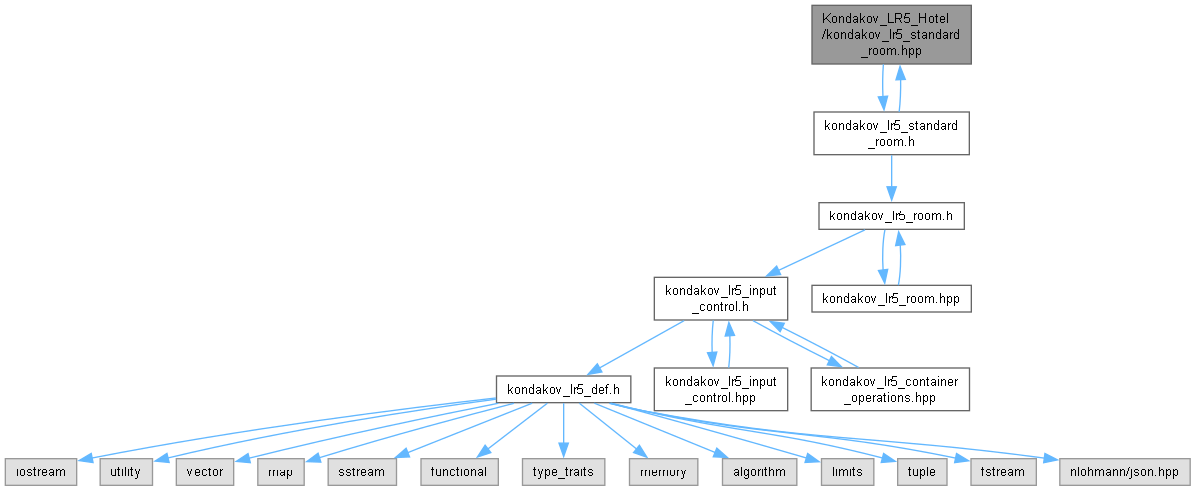 Kondakov_LR5_Hotel
/kondakov_lr5_standard
_room.hpp
kondakov_lr5_standard
_room.h
kondakov_lr5_room.h
kondakov_lr5_input
_control.h
kondakov_lr5_room.hpp
kondakov_lr5_def.h
kondakov_lr5_input
_control.hpp
kondakov_lr5_container
_operations.hpp
iostream
utility
vector
map
sstream
functional
type_traits
memory
algorithm
limits
tuple
fstream
nlohmann/json.hpp